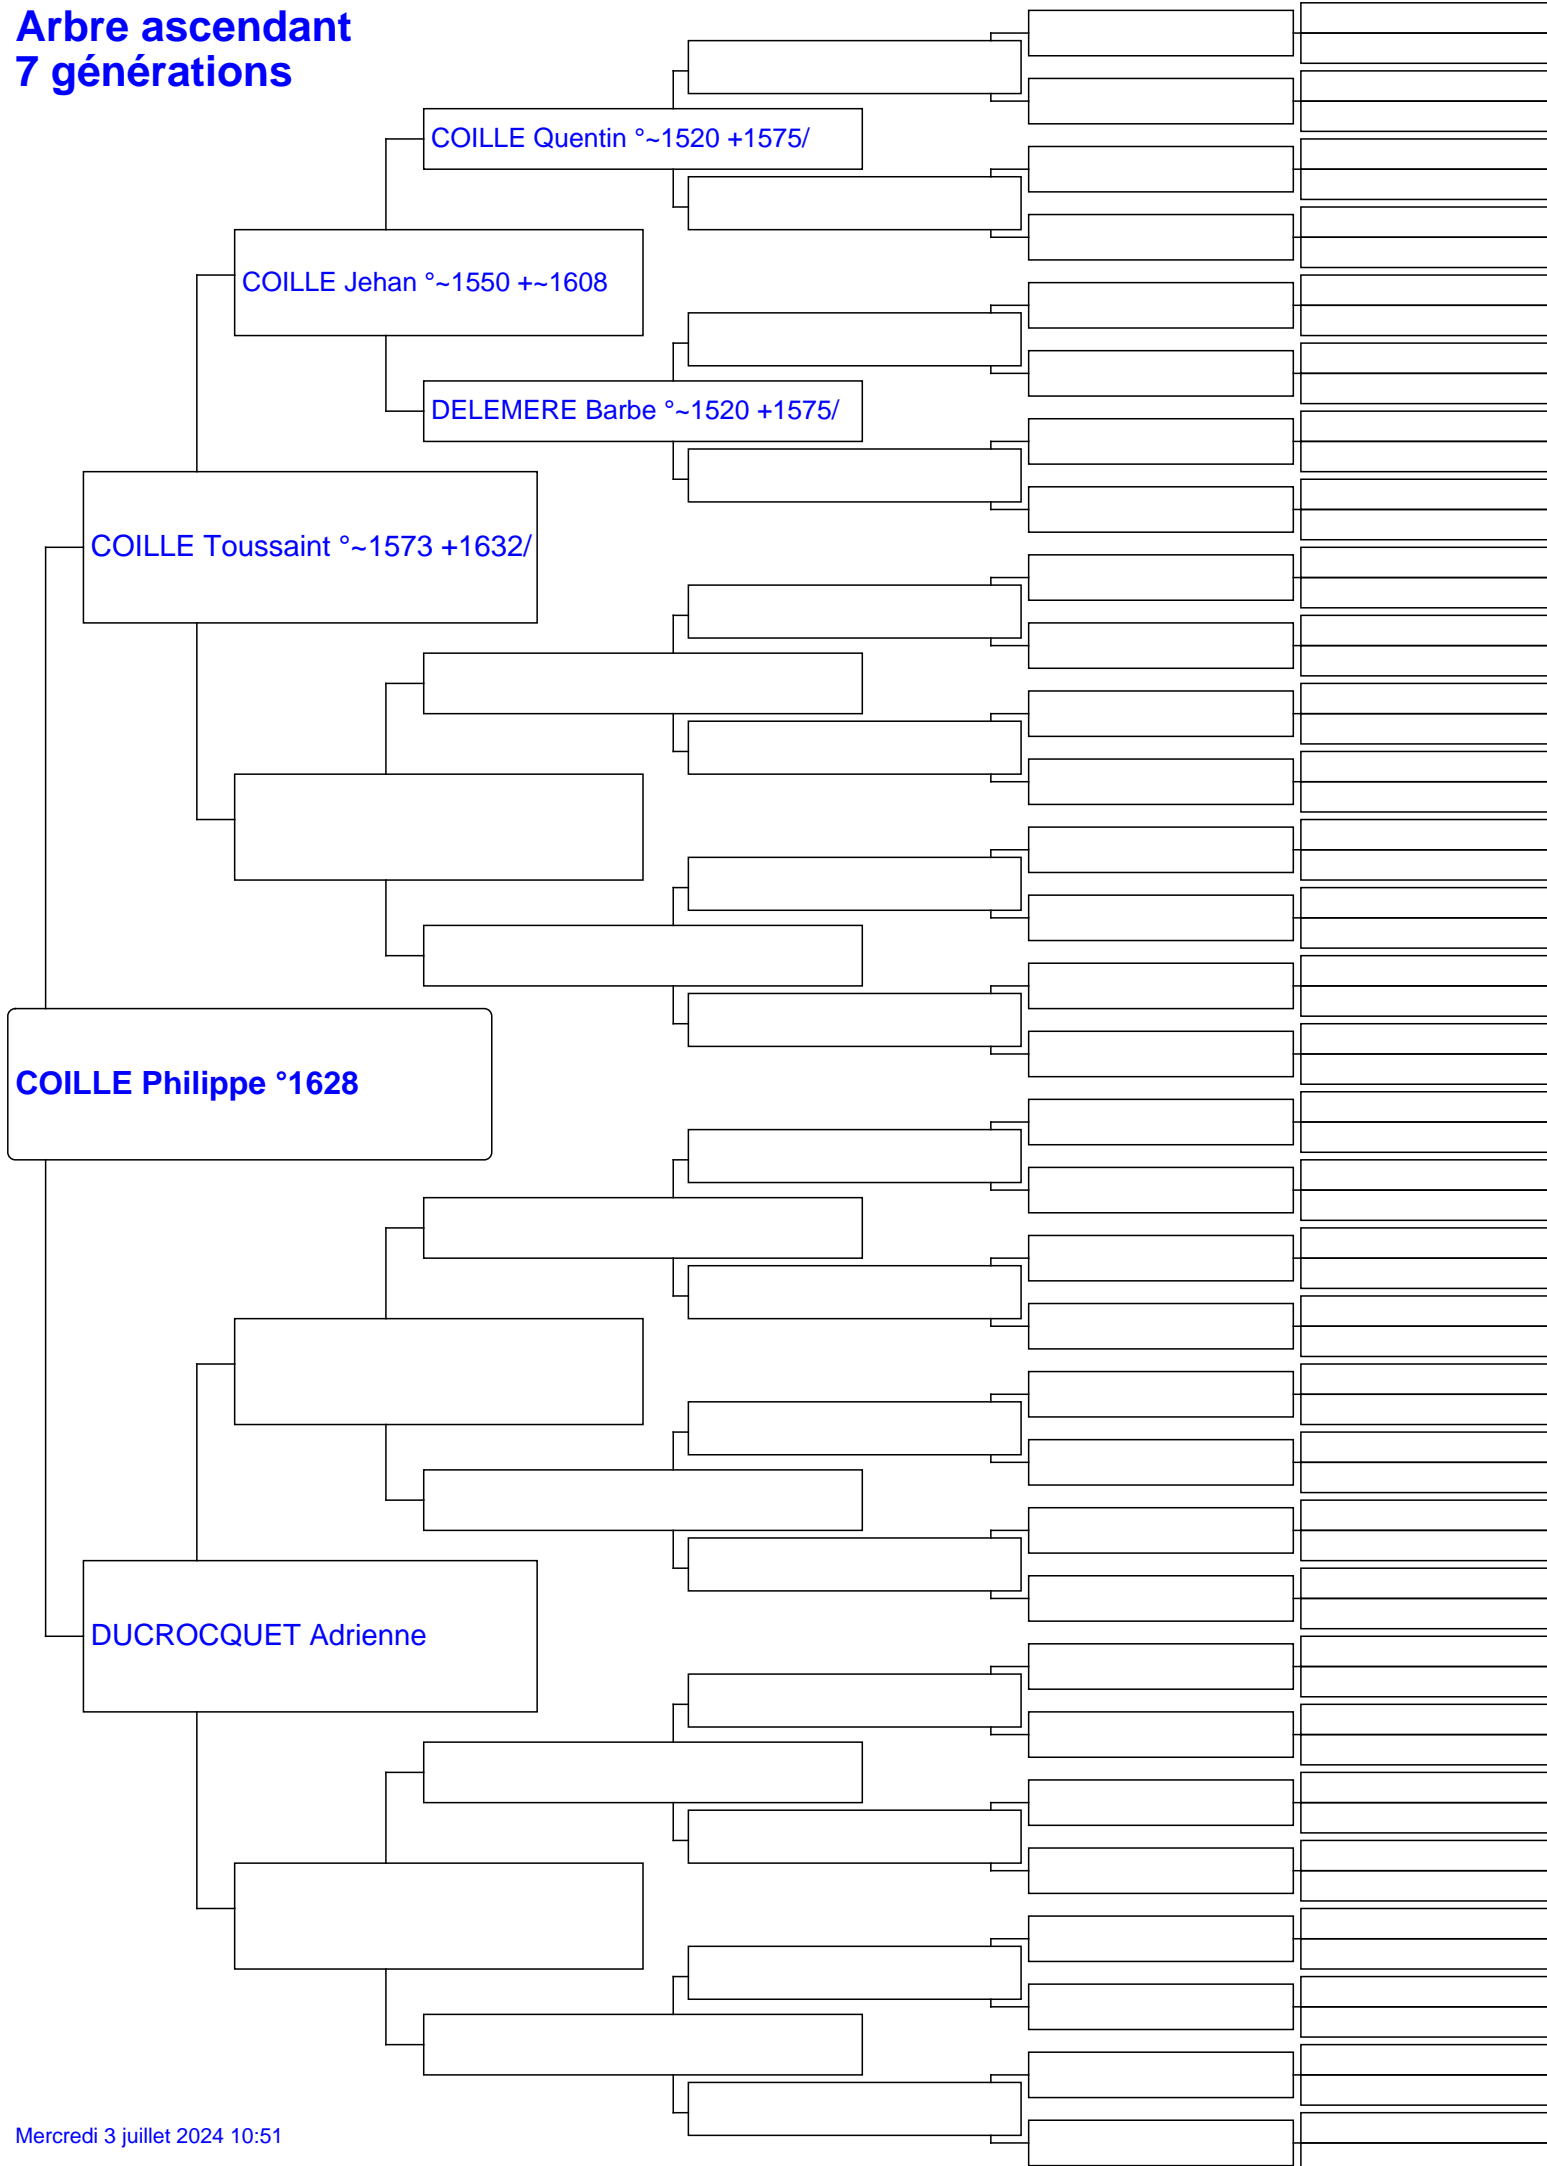 Arbre ascendant
7 générations
COILLE Quentin °~1520 +1575/
COILLE Jehan °~1550 +~1608
DELEMERE Barbe °~1520 +1575/
COILLE Toussaint °~1573 +1632/
COILLE Philippe °1628
DUCROCQUET Adrienne
Mercredi 3 juillet 2024 10:51